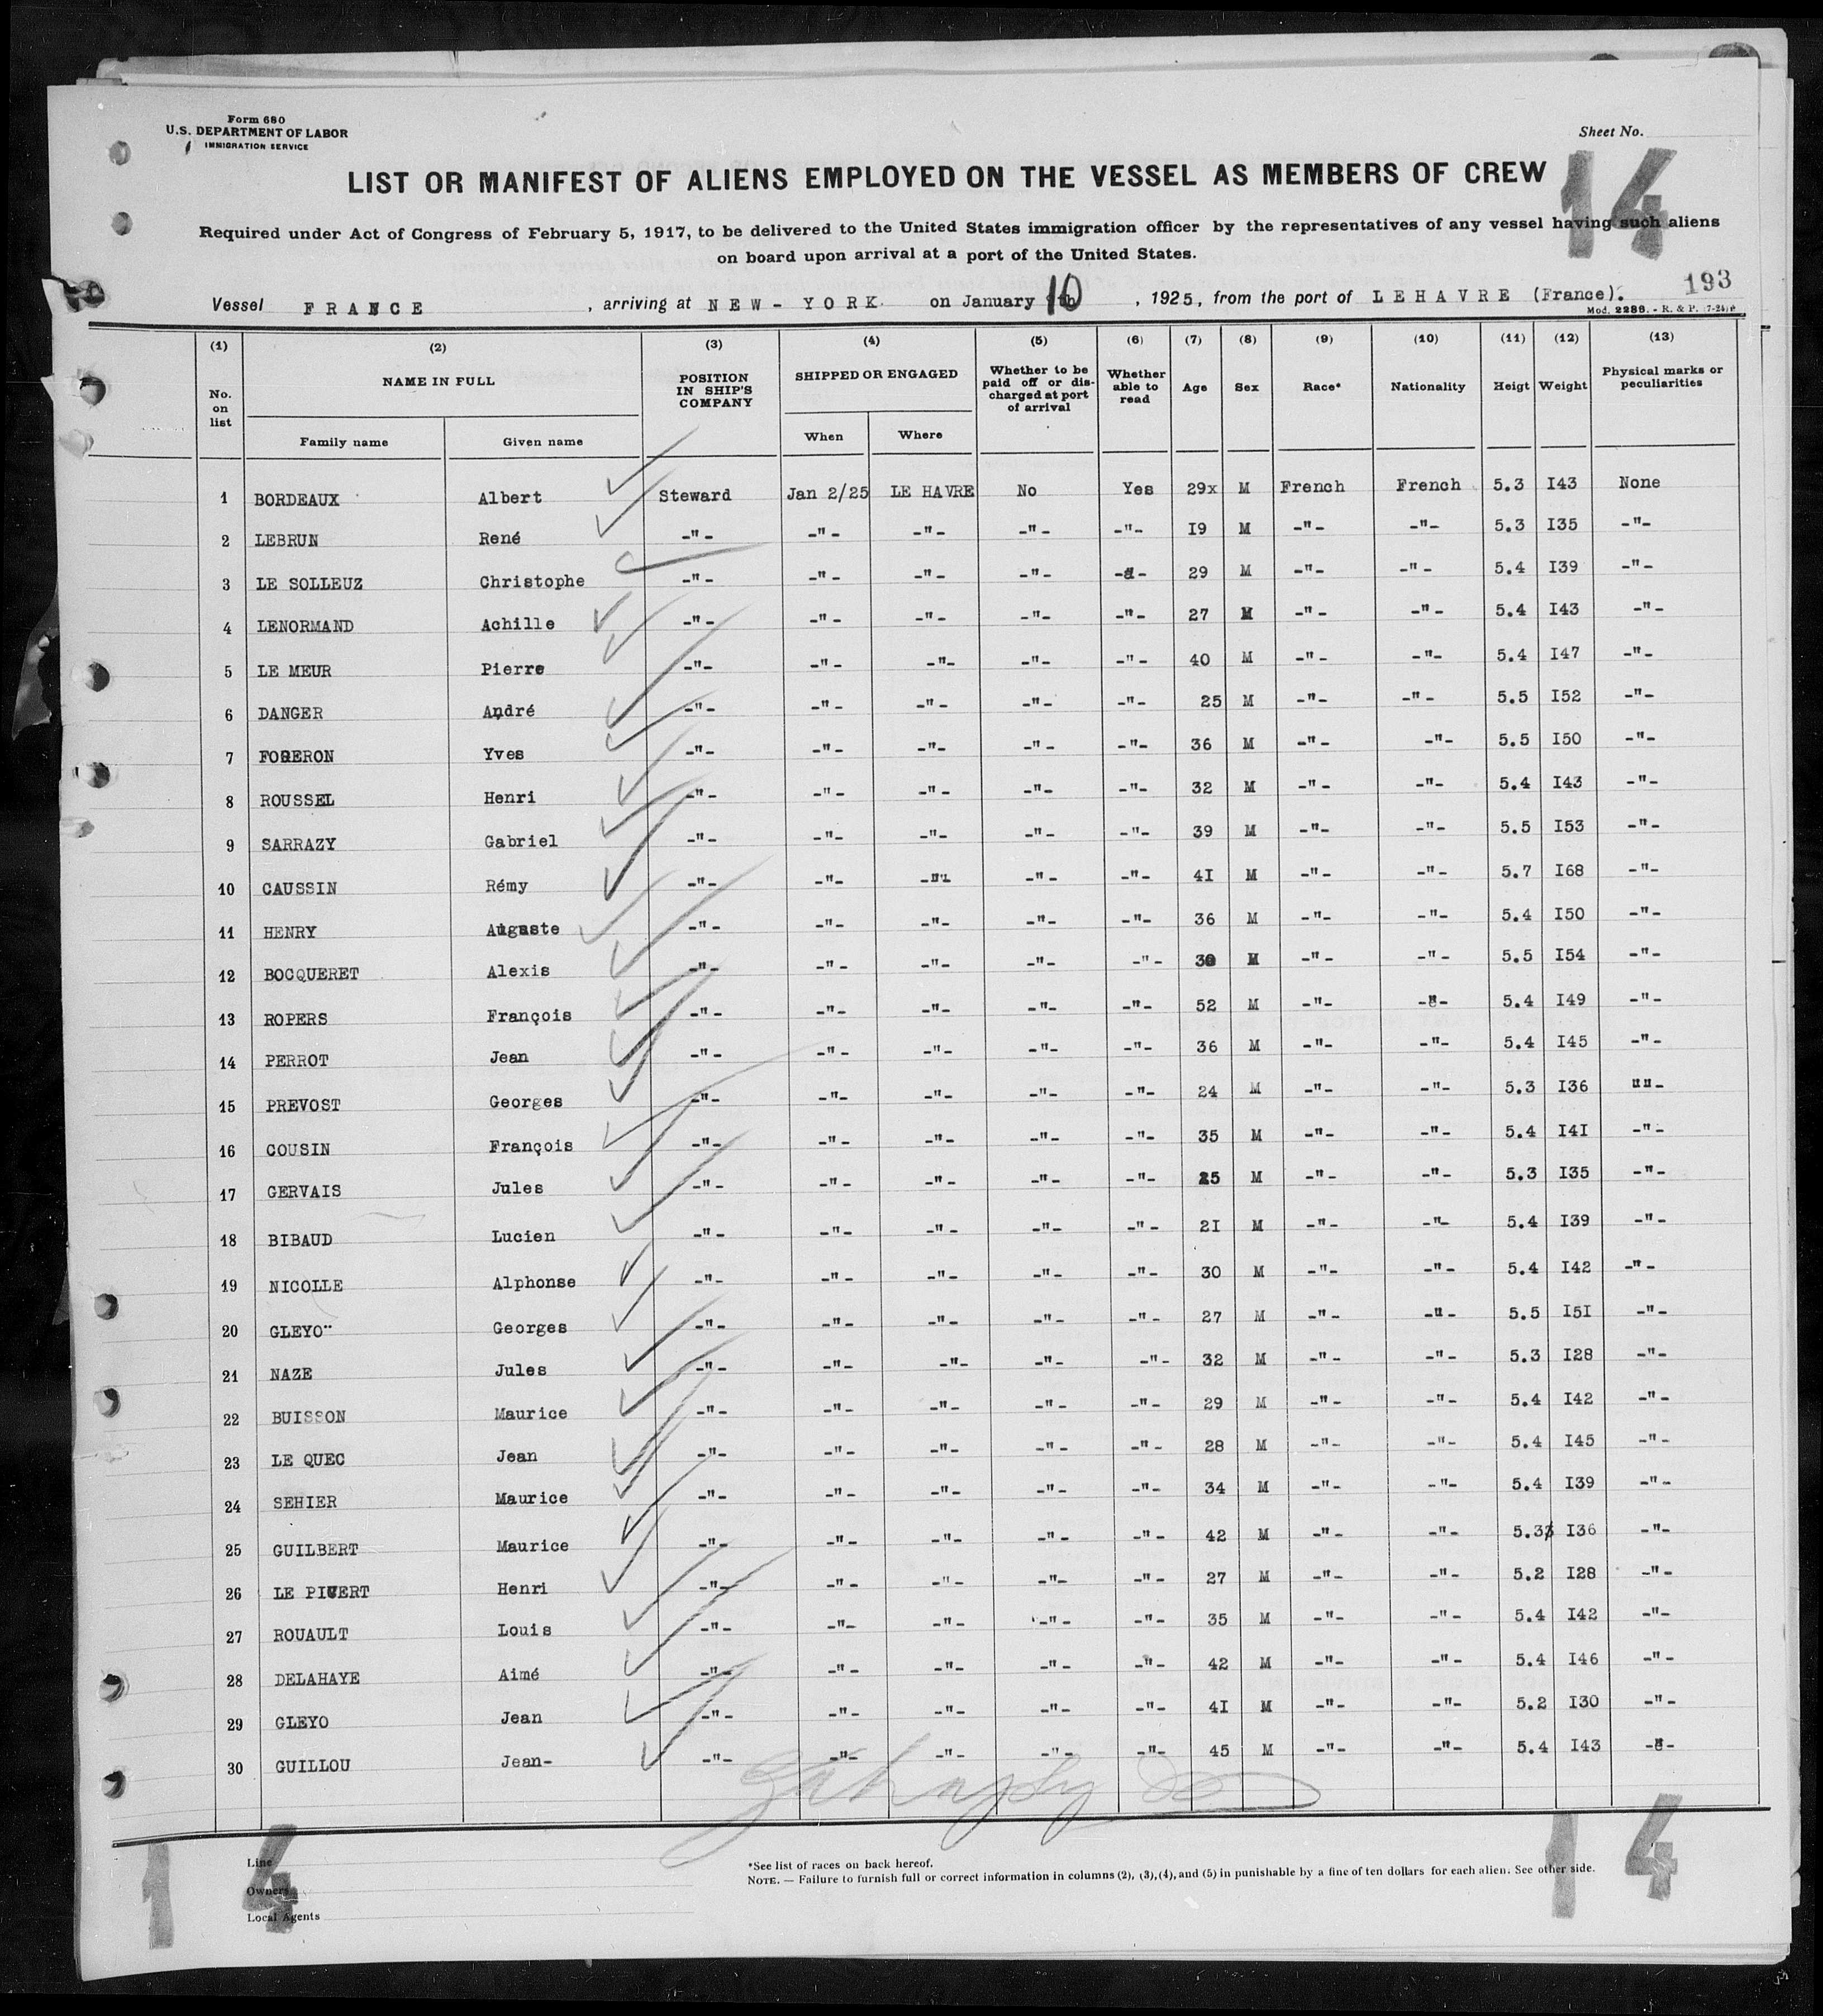 Form 680
U.S. DEPARTMENT OF LABOR
IMMIGRATION SERVICE
Sheet No.
14
LIST OR MANIFEST OF ALIENS EMPLOYED ON THE VESSEL AS MEMBERS OF CREW
Required under Act of Congress of February 5, 1917, to be delivered to the United States immigration officer by the representatives of any vessel having such aliens
on board upon arrival at a port of the United States.
193
Vessel FRANCE , arriving at NEW-YORK on January 10 , 1925, from the port of LEHAVRE (France).
Mod. 2286. - R. & P.
(1) (2) (3) (4) (5) (6) (7) (8) (9) (10) (11) (12) (13)
No. on list NAME IN FULL Family name Given name POSITION IN SHIP'S COMPANY SHIPPED OR ENGAGED When Where Whether to be paid off or discharged at port of arrival Whether able to read Age Sex Race* Nationality Heigt Weight Physical marks or peculiarities
1 BORDEAUX Albert Steward Jan 2/25 LE HAVRE No Yes 29x M French French 5.3 I43 None
2 LEBRUN René -"- -"- -"- -"- -"- I9 M -"- -"- 5.3 I35 -"-
3 LE SOLLEUZ Christophe -"- -"- -"- -"- -"- 29 M -"- -"- 5.4 I39 -"-
4 LENORMAND Achille -"- -"- -"- -"- -"- 27 M -"- -"- 5.4 I43 -"-
5 LE MEUR Pierre -"- -"- -"- -"- -"- 40 M -"- -"- 5.4 I47 -"-
6 DANGER André -"- -"- -"- -"- -"- 25 M -"- -"- 5.5 I52 -"-
7 FOGERON Yves -"- -"- -"- -"- -"- 36 M -"- -"- 5.5 I50 -"-
8 ROUSSEL Henri -"- -"- -"- -"- -"- 32 M -"- -"- 5.4 I43 -"-
9 SARRAZY Gabriel -"- -"- -"- -"- -"- 39 M -"- -"- 5.5 I53 -"-
10 CAUSSIN Rémy -"- -"- -"- -"- -"- 4I M -"- -"- 5.7 I68 -"-
11 HENRY Auguste -"- -"- -"- -"- -"- 36 M -"- -"- 5.4 I50 -"-
12 BOCQUERET Alexis -"- -"- -"- -"- -"- 30 M -"- -"- 5.5 I54 -"-
13 ROPERS François -"- -"- -"- -"- -"- 52 M -"- -"- 5.4 I49 -"-
14 PERROT Jean -"- -"- -"- -"- -"- 36 M -"- -"- 5.4 I45 -"-
15 PREVOST Georges -"- -"- -"- -"- -"- 24 M -"- -"- 5.3 I36 ""-
16 COUSIN François -"- -"- -"- -"- -"- 35 M -"- -"- 5.4 I4I -"-
17 GERVAIS Jules -"- -"- -"- -"- -"- 25 M -"- -"- 5.3 I35 -"-
18 BIBAUD Lucien -"- -"- -"- -"- -"- 2I M -"- -"- 5.4 I39 -"-
19 NICOLLE Alphonse -"- -"- -"- -"- -"- 30 M -"- -"- 5.4 I42 -"-
20 GLEYO¨ Georges -"- -"- -"- -"- -"- 27 M -"- -"- 5.5 I5I -"-
21 NAZE Jules -"- -"- -"- -"- -"- 32 M -"- -"- 5.3 I28 -"-
22 BUISSON Maurice -"- -"- -"- -"- -"- 29 M -"- -"- 5.4 I42 -"-
23 LE QUEC Jean -"- -"- -"- -"- -"- 28 M -"- -"- 5.4 I45 -"-
24 SEHIER Maurice -"- -"- -"- -"- -"- 34 M -"- -"- 5.4 I39 -"-
25 GUILBERT Maurice -"- -"- -"- -"- -"- 42 M -"- -"- 5.3 I36 -"-
26 LE PIVERT Henri -"- -"- -"- -"- -"- 27 M -"- -"- 5.2 I28 -"-
27 ROUAULT Louis -"- -"- -"- -"- -"- 35 M -"- -"- 5.4 I42 -"-
28 DELAHAYE Aimé -"- -"- -"- -"- -"- 42 M -"- -"- 5.4 I46 -"-
29 GLEYO Jean -"- -"- -"- -"- -"- 4I M -"- -"- 5.2 I30 -"-
30 GUILLOU Jean- -"- -"- -"- -"- -"- 45 M -"- -"- 5.4 I43 -"-
14
14
Line
Owners
Local Agents
*See list of races on back hereof.
NOTE. — Failure to furnish full or correct information in columns (2), (3), (4), and (5) in punishable by a fine of ten dollars for each alien. See other side.